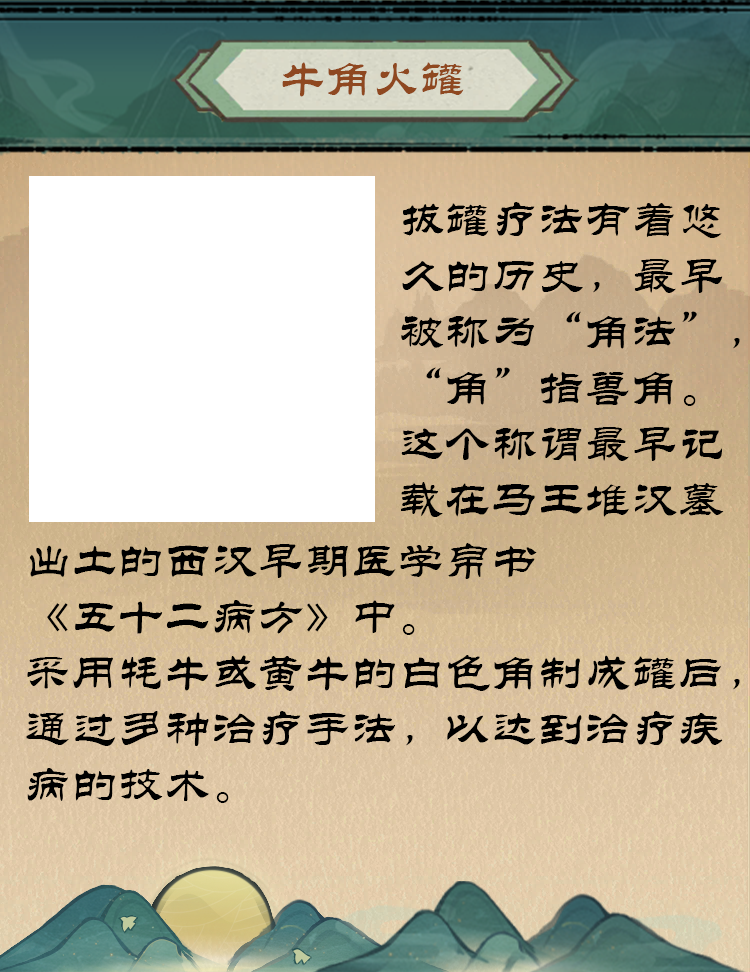 牛角火罐
拔罐疗法有着悠
久的历史，最早
被称为“角法”，
“角”指兽角。
这个称谓最早记
载在马王堆汉墓
出土的西汉早期医学帛书
《五十二病方》中。
采用牦牛或黄牛的白色角制成罐后，
通过多种治疗手法，以达到治疗疾
病的技术。